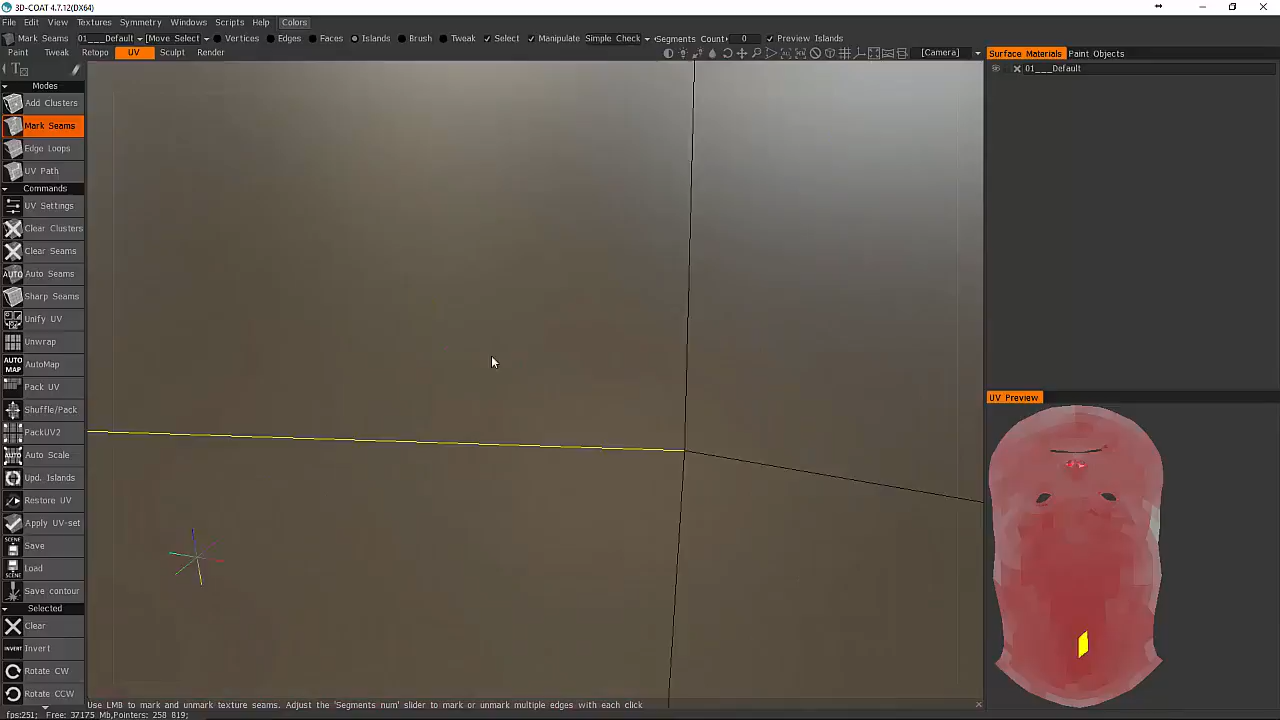 3D-COAT 4.7.12(DX64)
File Edit View Textures Symmetry Windows Scripts Help Colors
Mark Seams 01___Default [Move Select] Vertices Edges Faces Islands Brush Tweak Select Manipulate Simple Check Segments Count: 0 Preview Islands
Paint Tweak Retopo UV Sculpt Render [Camera] Surface Materials Paint Objects
01___Default
Modes
Add Clusters
Mark Seams
Edge Loops
UV Path
Commands
UV Settings
Clear Clusters
Clear Seams
AUTO Auto Seams
Sharp Seams
Unify UV
Unwrap
AUTO MAP AutoMap
Pack UV
UV Preview
Shuffle/Pack
PackUV2
AUTO Auto Scale
Upd. Islands
Restore UV
Apply UV-set
SCENE Save
SCENE Load
Save contour
Selected
Clear
INVERT Invert
Rotate CW
Rotate CCW
Use LMB to mark and unmark texture seams. Adjust the 'Segments num' slider to mark or unmark multiple edges with each click
fps:251; Free: 37175 Mb,Pointers: 258 819;